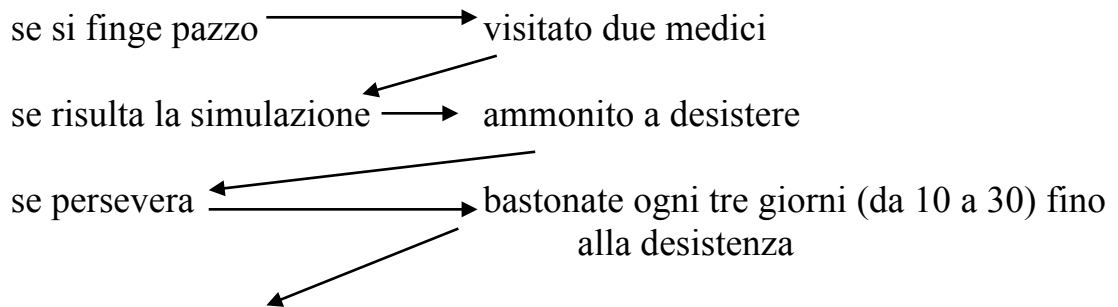 se si finge pazzo visitato due medici
se risulta la simulazione ammonito a desistere
se persevera bastonate ogni tre giorni (da 10 a 30) fino
alla desistenza